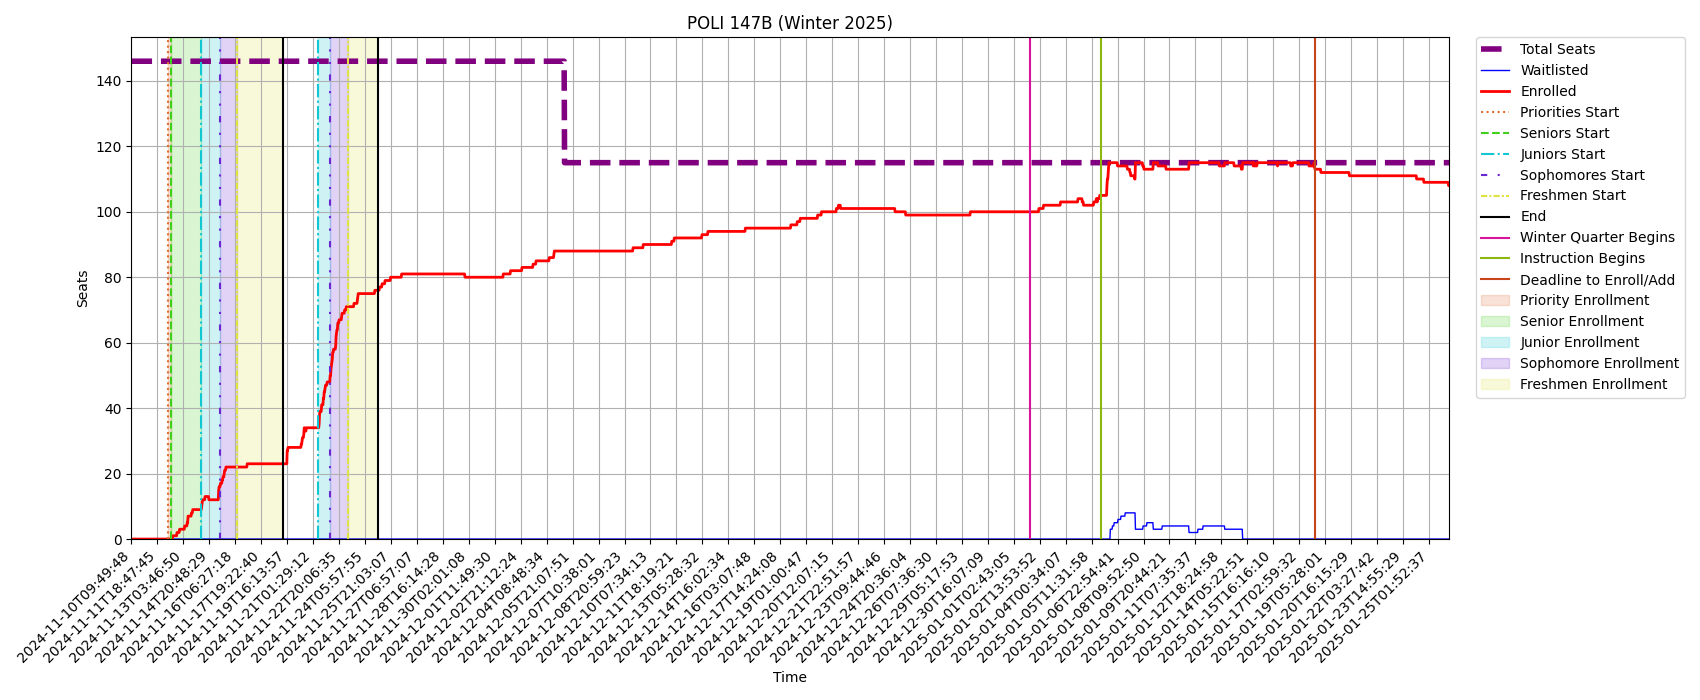 POLI 147B (Winter 2025)
Seats
140
120
100
80
60
40
20
0
2024-11-10T09:49:48
2024-11-11T18:47:45
2024-11-13T03:46:50
2024-11-14T20:48:29
2024-11-16T06:27:18
2024-11-17T19:22:40
2024-11-19T16:13:57
2024-11-21T01:29:12
2024-11-22T20:06:35
2024-11-24T05:57:55
2024-11-25T21:03:07
2024-11-27T06:57:07
2024-11-28T16:14:28
2024-11-30T02:01:08
2024-12-01T11:49:30
2024-12-02T21:12:24
2024-12-04T08:48:34
2024-12-05T21:07:51
2024-12-07T10:38:01
2024-12-08T20:59:23
2024-12-10T07:34:13
2024-12-11T18:19:21
2024-12-13T05:28:32
2024-12-14T16:02:34
2024-12-16T03:07:48
2024-12-17T14:24:08
2024-12-19T01:00:47
2024-12-20T12:07:15
2024-12-21T22:51:57
2024-12-23T09:44:46
2024-12-24T20:36:04
2024-12-26T07:36:30
2024-12-29T05:17:53
2024-12-30T16:07:09
2025-01-01T02:43:05
2025-01-02T13:53:52
2025-01-04T00:34:07
2025-01-05T11:31:58
2025-01-06T22:54:41
2025-01-08T09:52:50
2025-01-09T20:44:21
2025-01-11T07:35:37
2025-01-12T18:24:58
2025-01-14T05:22:51
2025-01-15T16:16:10
2025-01-17T02:59:32
2025-01-19T05:28:01
2025-01-20T16:15:29
2025-01-22T03:27:42
2025-01-23T14:55:29
2025-01-25T01:52:37
Time
Total Seats
Waitlisted
Enrolled
Priorities Start
Seniors Start
Juniors Start
Sophomores Start
Freshmen Start
End
Winter Quarter Begins
Instruction Begins
Deadline to Enroll/Add
Priority Enrollment
Senior Enrollment
Junior Enrollment
Sophomore Enrollment
Freshmen Enrollment